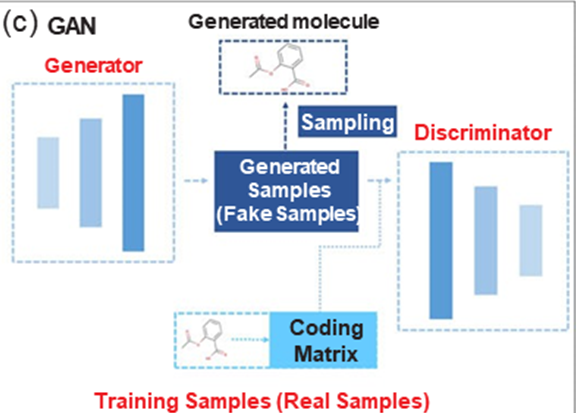 (c) GAN
Generated molecule
Generator
Sampling
Discriminator
Generated
Samples
(Fake Samples)
Coding
Matrix
Training Samples (Real Samples)